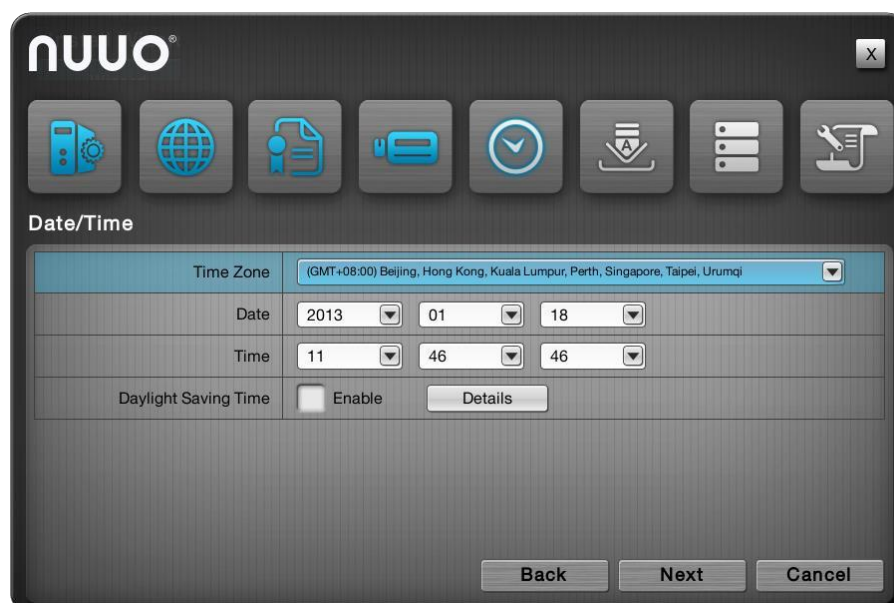 nuuo®
X
A
Date/Time
Time Zone (GMT+08:00) Beijing, Hong Kong, Kuala Lumpur, Perth, Singapore, Taipei, Urumqi
Date 2013 01 18
Time 11 46 46
Daylight Saving Time Enable Details
Back Next Cancel